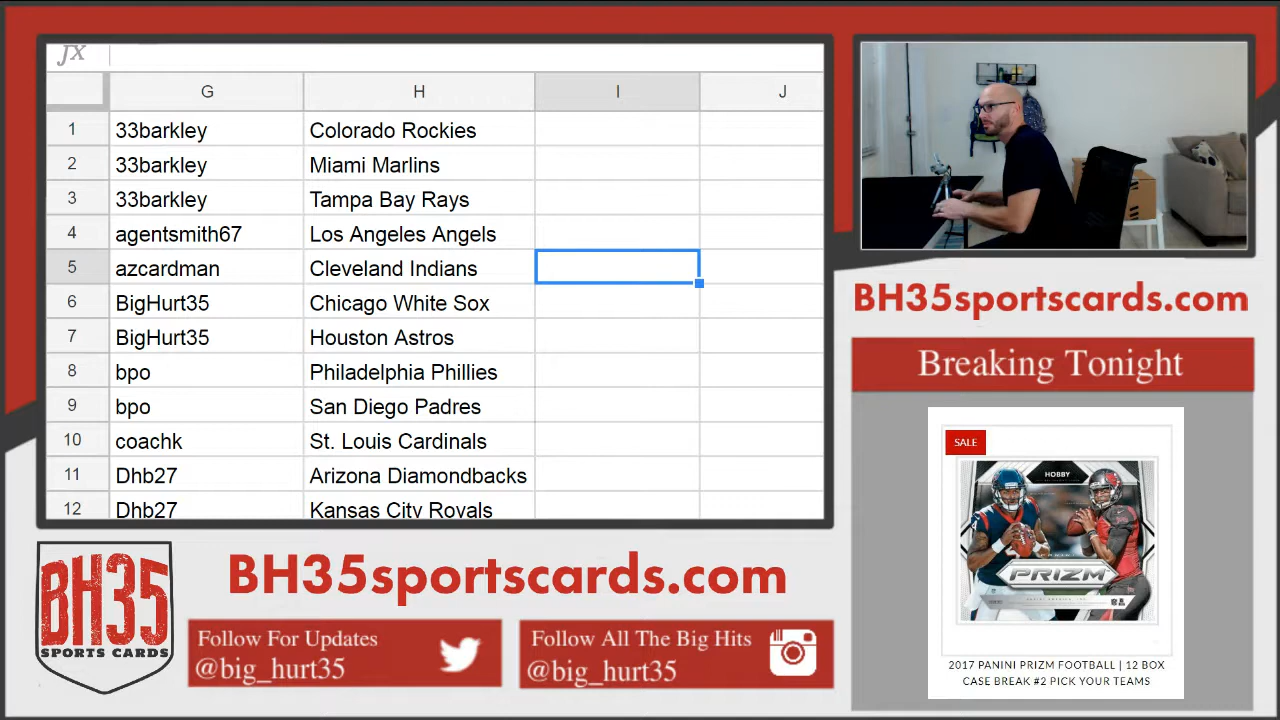 fx
G H I J
1 33barkley Colorado Rockies
2 33barkley Miami Marlins
3 33barkley Tampa Bay Rays
4 agentsmith67 Los Angeles Angels
5 azcardman Cleveland Indians
6 BigHurt35 Chicago White Sox
7 BigHurt35 Houston Astros
8 bpo Philadelphia Phillies
9 bpo San Diego Padres
10 coachk St. Louis Cardinals
11 Dhb27 Arizona Diamondbacks
12 Dhb27 Kansas City Royals
BH35sportscards.com
Breaking Tonight
SALE
HOBBY
PANINI
PRIZM
2017 PANINI PRIZM FOOTBALL | 12 BOX
CASE BREAK #2 PICK YOUR TEAMS
BH35
SPORTS CARDS
BH35sportscards.com
Follow For Updates
@big_hurt35
Follow All The Big Hits
@big_hurt35